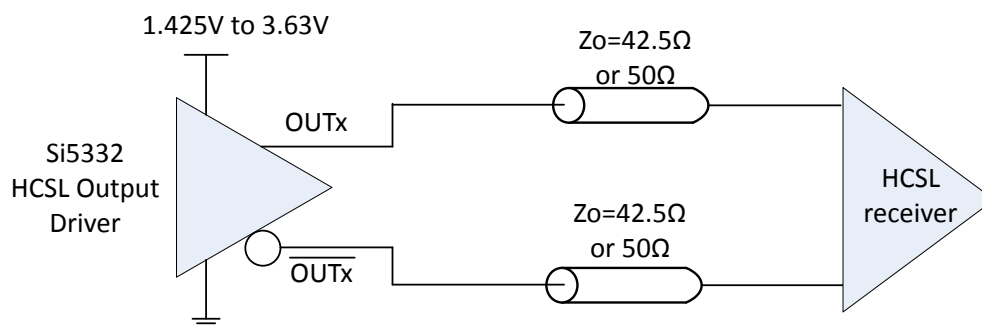 1.425V to 3.63V
Zo=42.5Ω
or 50Ω
OUTx
Si5332
HCSL Output
Driver
HCSL
receiver
Zo=42.5Ω
or 50Ω
OUTx